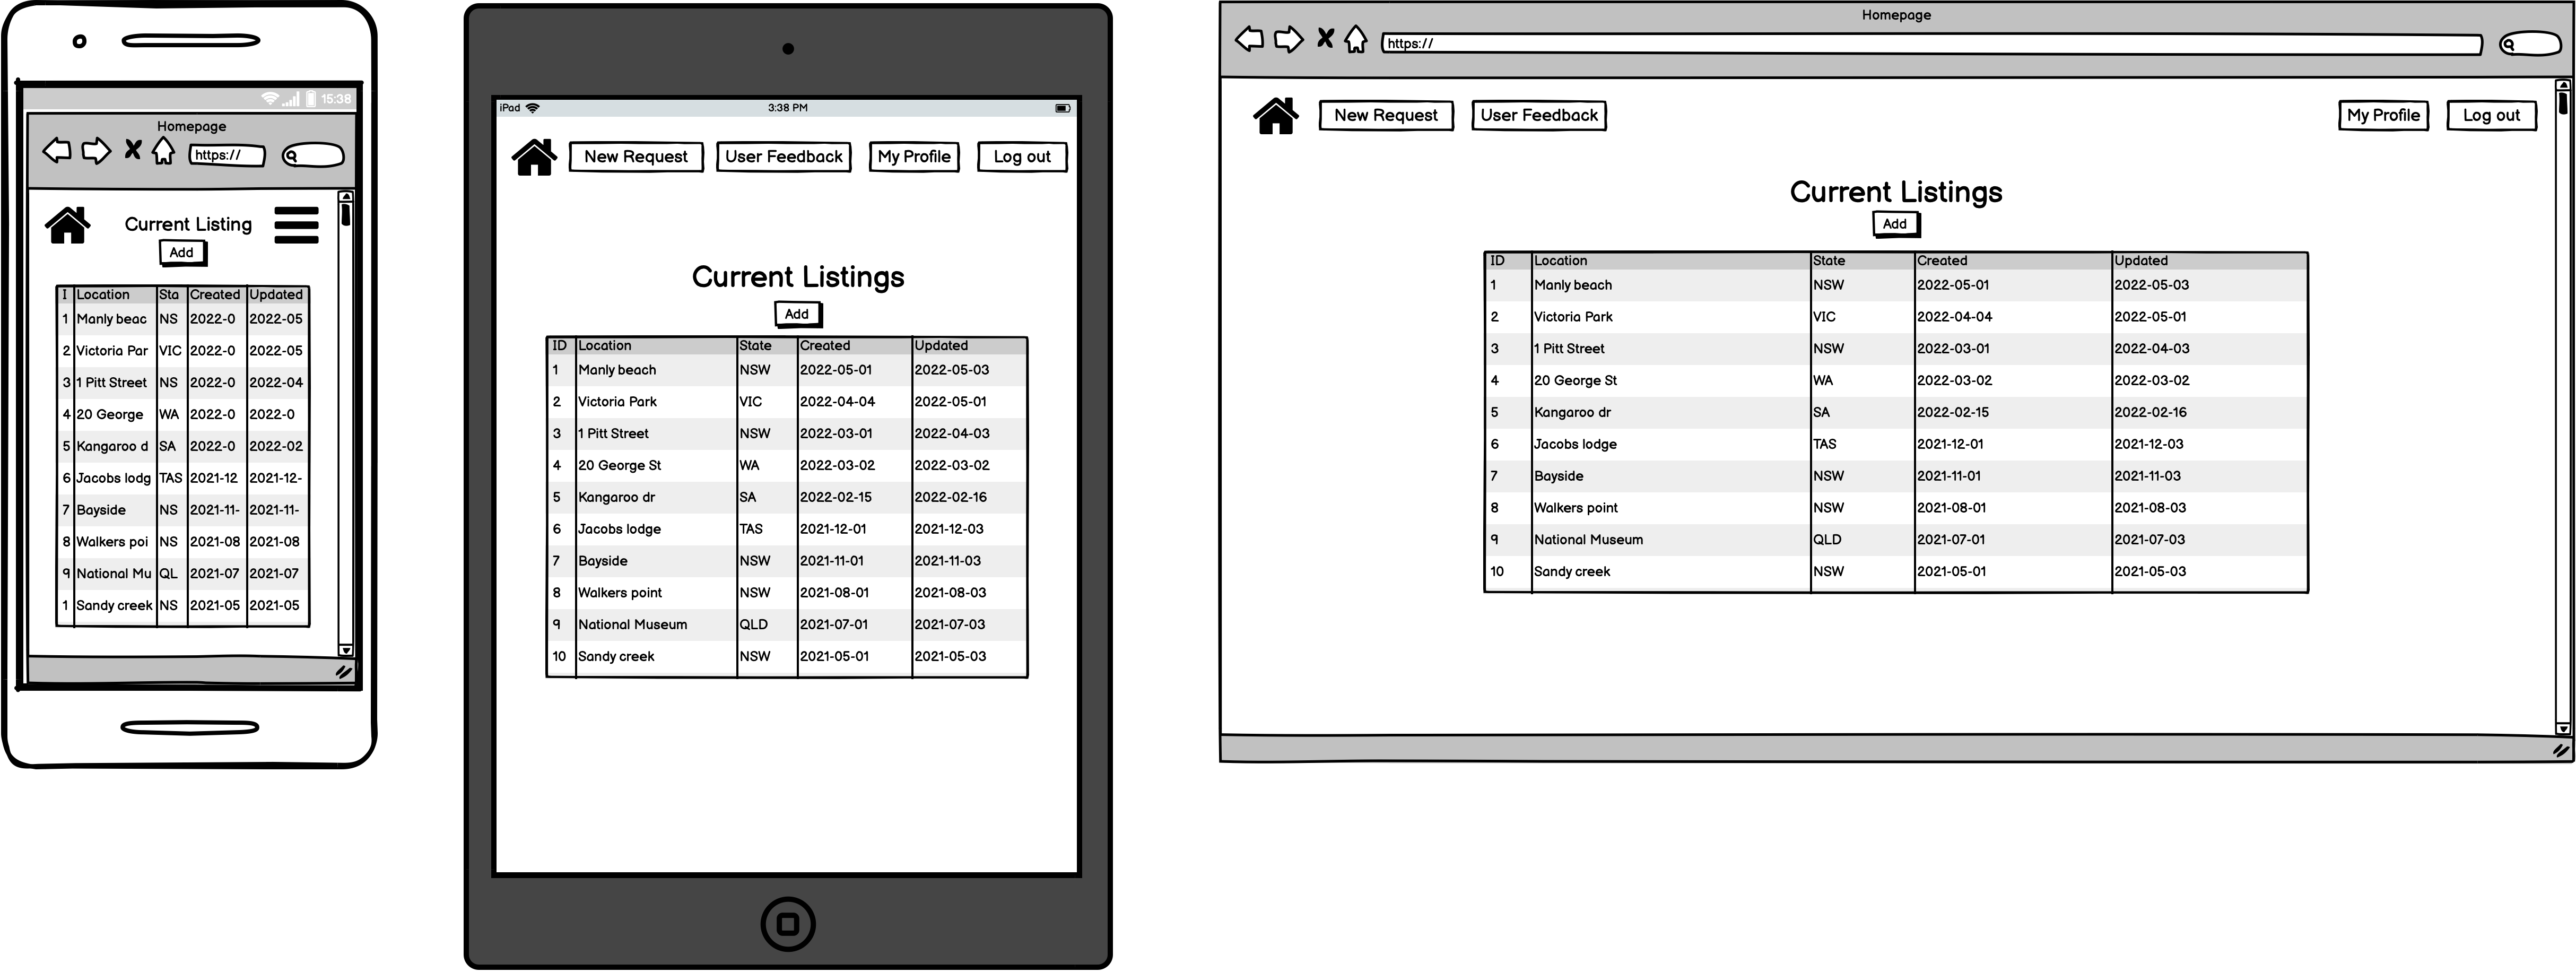 15:38
Homepage
https://
Current Listing
Add
I Location Sta Created Updated
1 Manly beac NS 2022-0 2022-05
2 Victoria Par VIC 2022-0 2022-05
3 1 Pitt Street NS 2022-0 2022-04
4 20 George WA 2022-0 2022-0
5 Kangaroo d SA 2022-0 2022-02
6 Jacobs lodg TAS 2021-12 2021-12-
7 Bayside NS 2021-11- 2021-11-
8 Walkers poi NS 2021-08 2021-08
9 National Mu QL 2021-07 2021-07
1 Sandy creek NS 2021-05 2021-05
iPad 3:38 PM
New Request User Feedback My Profile Log out
Current Listings
Add
ID Location State Created Updated
1 Manly beach NSW 2022-05-01 2022-05-03
2 Victoria Park VIC 2022-04-04 2022-05-01
3 1 Pitt Street NSW 2022-03-01 2022-04-03
4 20 George St WA 2022-03-02 2022-03-02
5 Kangaroo dr SA 2022-02-15 2022-02-16
6 Jacobs lodge TAS 2021-12-01 2021-12-03
7 Bayside NSW 2021-11-01 2021-11-03
8 Walkers point NSW 2021-08-01 2021-08-03
9 National Museum QLD 2021-07-01 2021-07-03
10 Sandy creek NSW 2021-05-01 2021-05-03
Homepage
https://
New Request User Feedback My Profile Log out
Current Listings
Add
ID Location State Created Updated
1 Manly beach NSW 2022-05-01 2022-05-03
2 Victoria Park VIC 2022-04-04 2022-05-01
3 1 Pitt Street NSW 2022-03-01 2022-04-03
4 20 George St WA 2022-03-02 2022-03-02
5 Kangaroo dr SA 2022-02-15 2022-02-16
6 Jacobs lodge TAS 2021-12-01 2021-12-03
7 Bayside NSW 2021-11-01 2021-11-03
8 Walkers point NSW 2021-08-01 2021-08-03
9 National Museum QLD 2021-07-01 2021-07-03
10 Sandy creek NSW 2021-05-01 2021-05-03